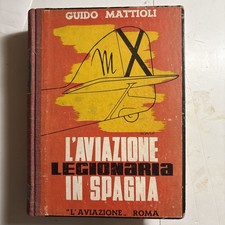 GUIDO MATTIOLI
M X
L'AVIAZIONE
LEGIONARIA
IN SPAGNA
"L'AVIAZIONE„ ROMA